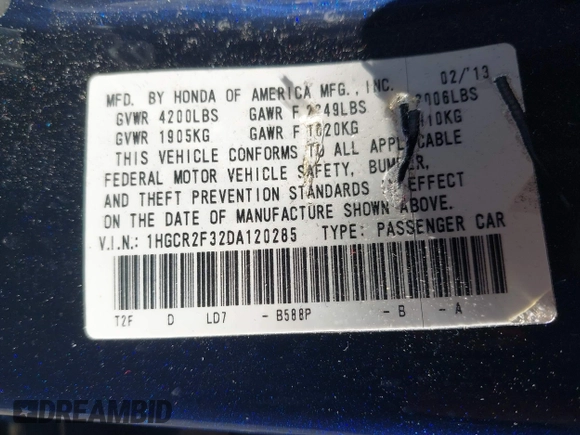 MFD. BY HONDA OF AMERICA MFG., INC. 02/'13
GVWR 4200LBS GAWR F 2249LBS 2006LBS
GVWR 1905KG GAWR F 1020KG
THIS VEHICLE CONFORMS TO ALL APPLICABLE
FEDERAL MOTOR VEHICLE SAFETY, BUMPER,
AND THEFT PREVENTION STANDARDS EFFECT
ON THE DATE OF MANUFACTURE SHOWN ABOVE.
V.I.N.: 1HGCR2F32DA120285 TYPE: PASSENGER CAR
T2F D LD7 - B588P - B - A
DREAMBID